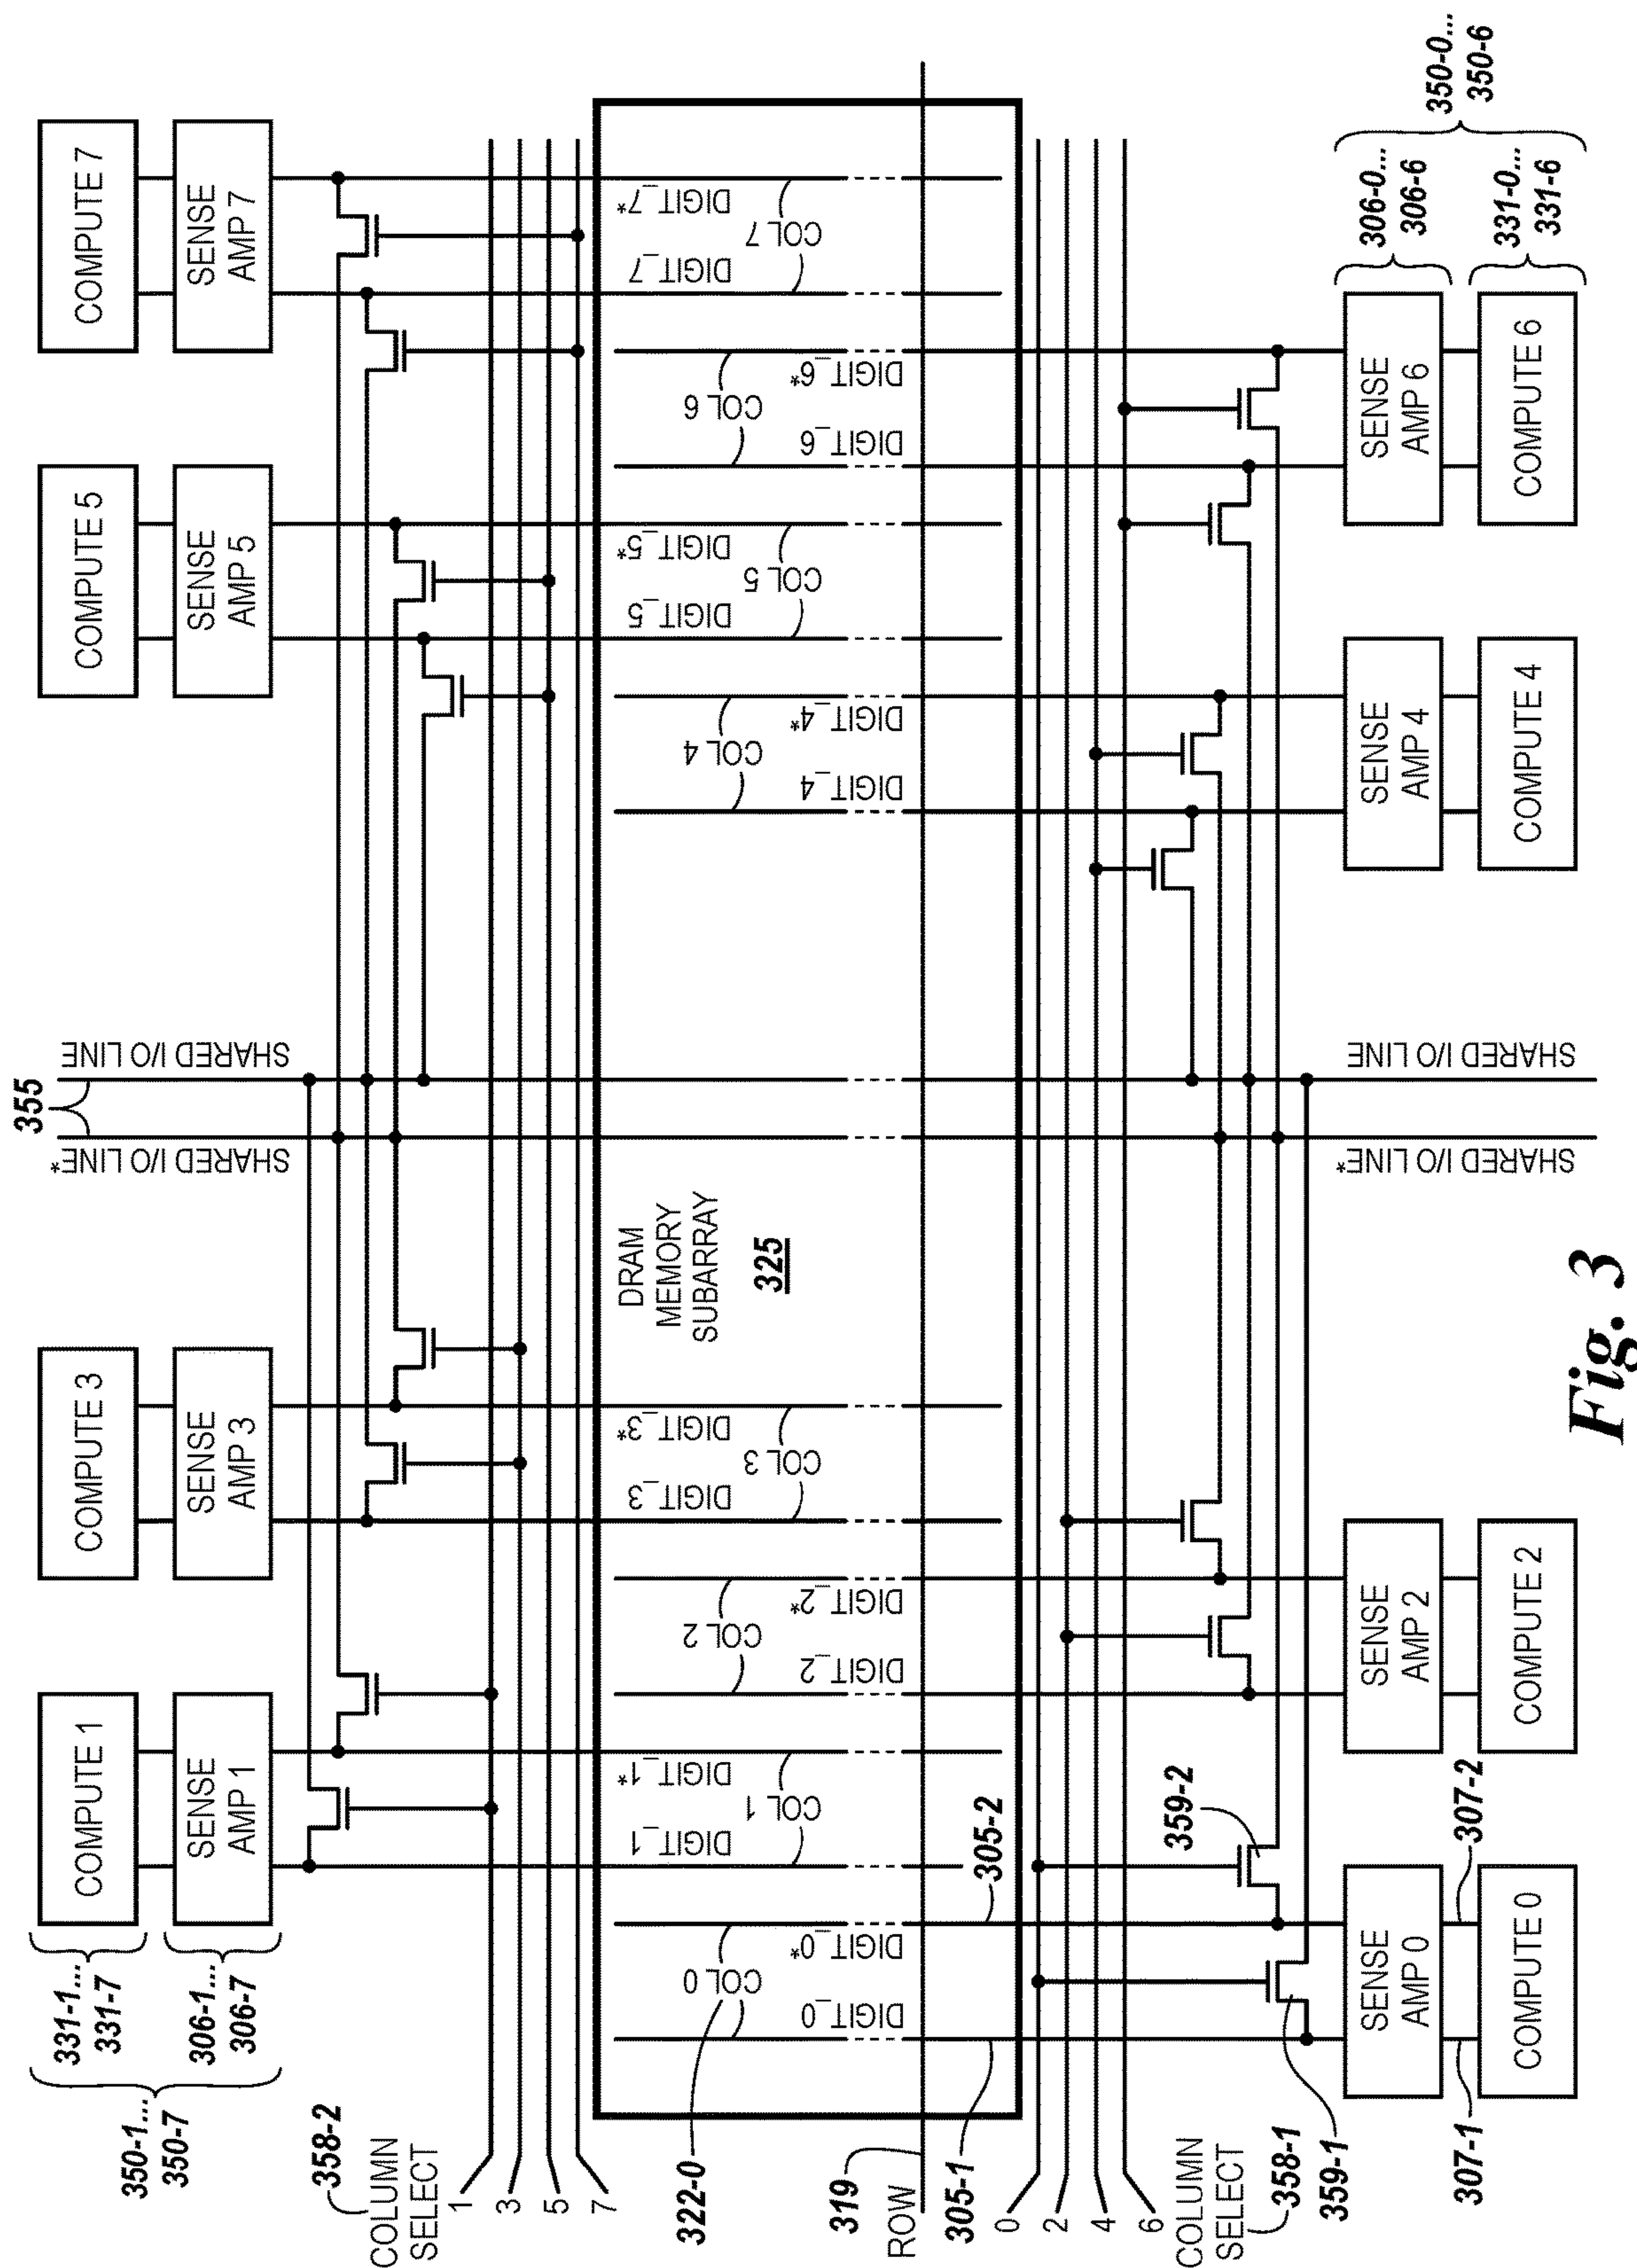 COMPUTE 1
COMPUTE 3
COMPUTE 5
COMPUTE 7
331-1...
331-7
350-1...
350-7
306-1...
306-7
SENSE
AMP 1
SENSE
AMP 3
SENSE
AMP 5
SENSE
AMP 7
355
SHARED I/O LINE*
SHARED I/O LINE
358-2
COLUMN
SELECT
1
3
5
7
DRAM
MEMORY
SUBARRAY
325
322-0
DIGIT_0
COL 0
DIGIT_0*
DIGIT_1
COL 1
DIGIT_1*
DIGIT_2
COL 2
DIGIT_2*
DIGIT_3
COL 3
DIGIT_3*
DIGIT_4
COL 4
DIGIT_4*
DIGIT_5
COL 5
DIGIT_5*
DIGIT_6
COL 6
DIGIT_6*
DIGIT_7
COL 7
DIGIT_7*
319
ROW
305-1
305-2
0
2
4
6
COLUMN
SELECT
358-1
359-1
359-2
SHARED I/O LINE*
SHARED I/O LINE
SENSE
AMP 0
SENSE
AMP 2
SENSE
AMP 4
SENSE
AMP 6
306-0...
306-6
350-0...
350-6
307-1
307-2
COMPUTE 0
COMPUTE 2
COMPUTE 4
COMPUTE 6
331-0...
331-6
Fig. 3